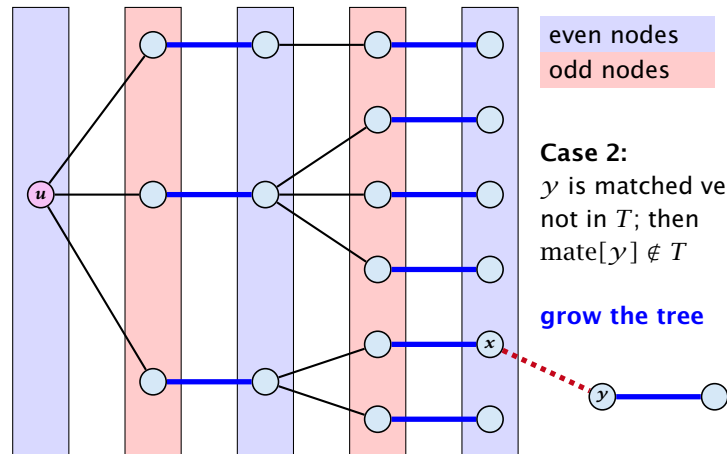 even nodes
odd nodes
u
Case 2:
y is matched ve
not in T; then
mate[y] ∉ T
grow the tree
x
y